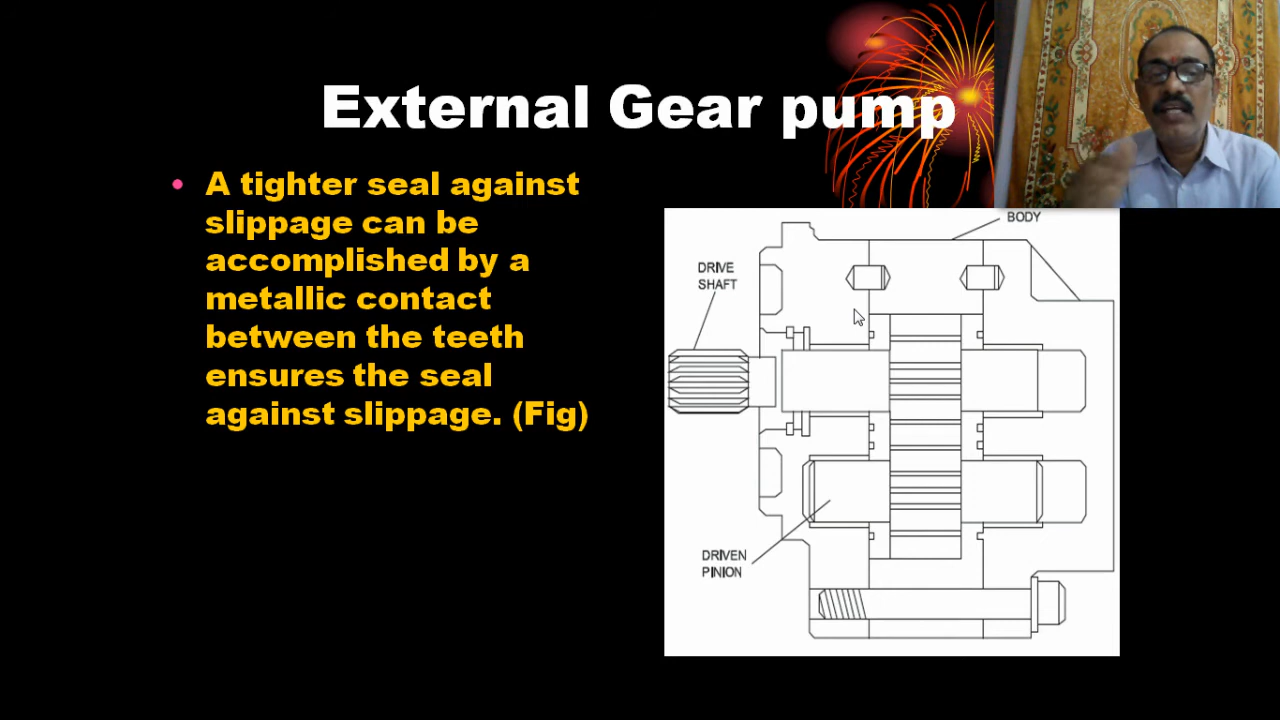 External Gear pump
• A tighter seal against
slippage can be
accomplished by a
metallic contact
between the teeth
ensures the seal
against slippage. (Fig)
BODY
DRIVE
SHAFT
DRIVEN
PINION